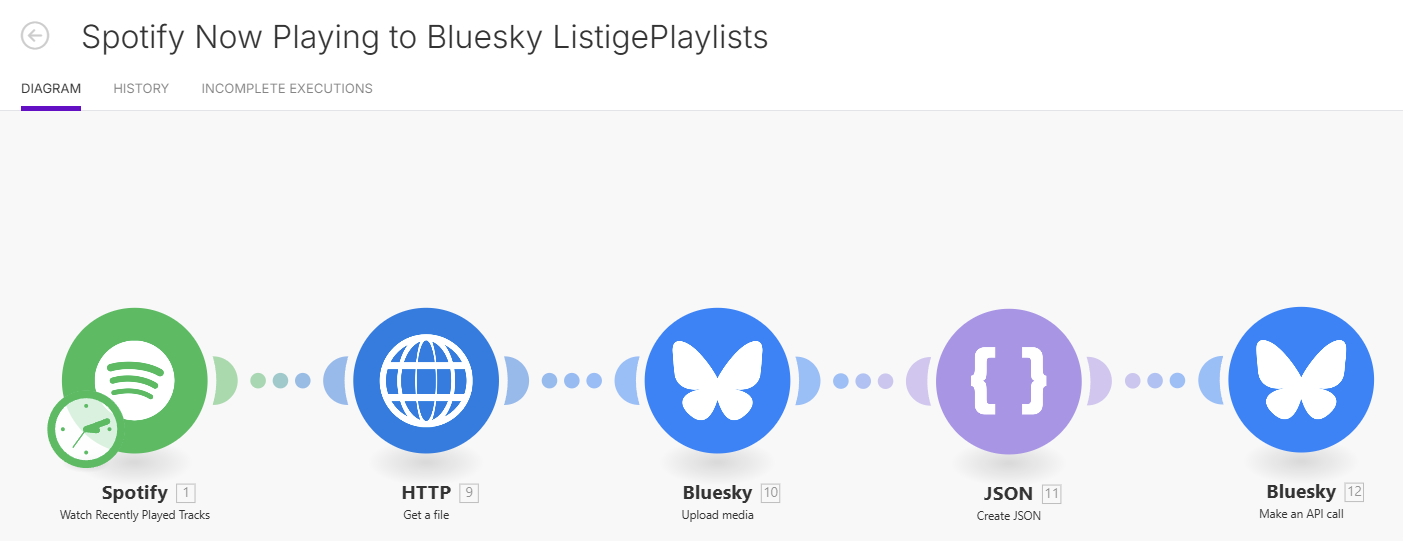 Spotify Now Playing to Bluesky ListigePlaylists
DIAGRAM HISTORY INCOMPLETE EXECUTIONS
Spotify 1
Watch Recently Played Tracks
HTTP 9
Get a file
Bluesky 10
Upload media
JSON 11
Create JSON
Bluesky 12
Make an API call